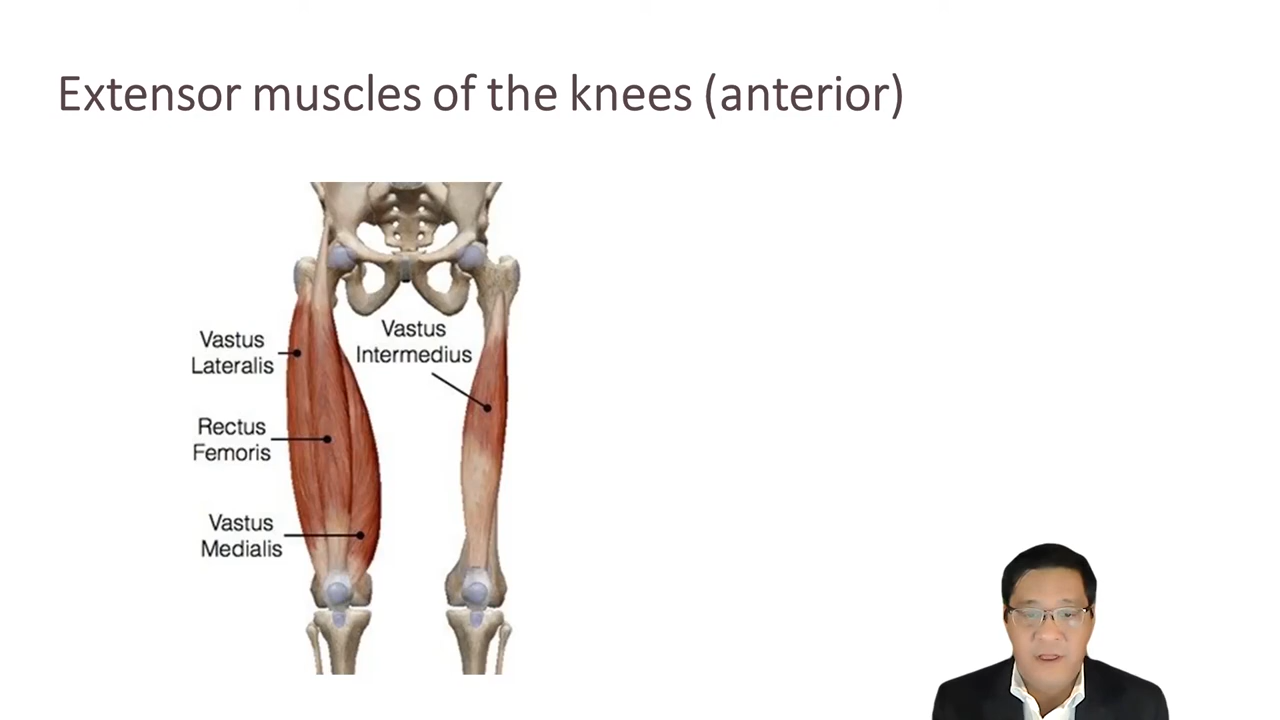 Extensor muscles of the knees (anterior)
Vastus
Lateralis
Vastus
Intermedius
Rectus
Femoris
Vastus
Medialis